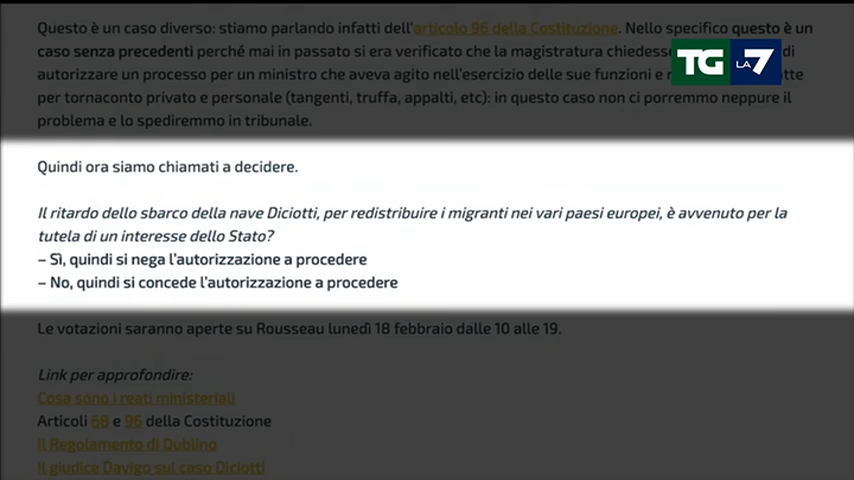 Questo è un caso diverso: stiamo parlando infatti dell'articolo 96 della Costituzione. Nello specifico questo è un
caso senza precedenti perché mai in passato si era verificato che la magistratura chiedesse di
autorizzare un processo per un ministro che aveva agito nell'esercizio delle sue funzioni e
per tornaconto privato e personale (tangenti, truffa, appalti, etc): in questo caso non ci porremmo neppure il
problema e lo spediremmo in tribunale.
TG LA7
Quindi ora siamo chiamati a decidere.
Il ritardo dello sbarco della nave Diciotti, per redistribuire i migranti nei vari paesi europei, è avvenuto per la
tutela di un interesse dello Stato?
– Sì, quindi si nega l'autorizzazione a procedere
– No, quindi si concede l'autorizzazione a procedere
Le votazioni saranno aperte su Rousseau lunedì 18 febbraio dalle 10 alle 19.
Link per approfondire:
Cosa sono i reati ministeriali
Articoli 68 e 96 della Costituzione
Il Regolamento di Dublino
Il giudice Davigo sul caso Diciotti